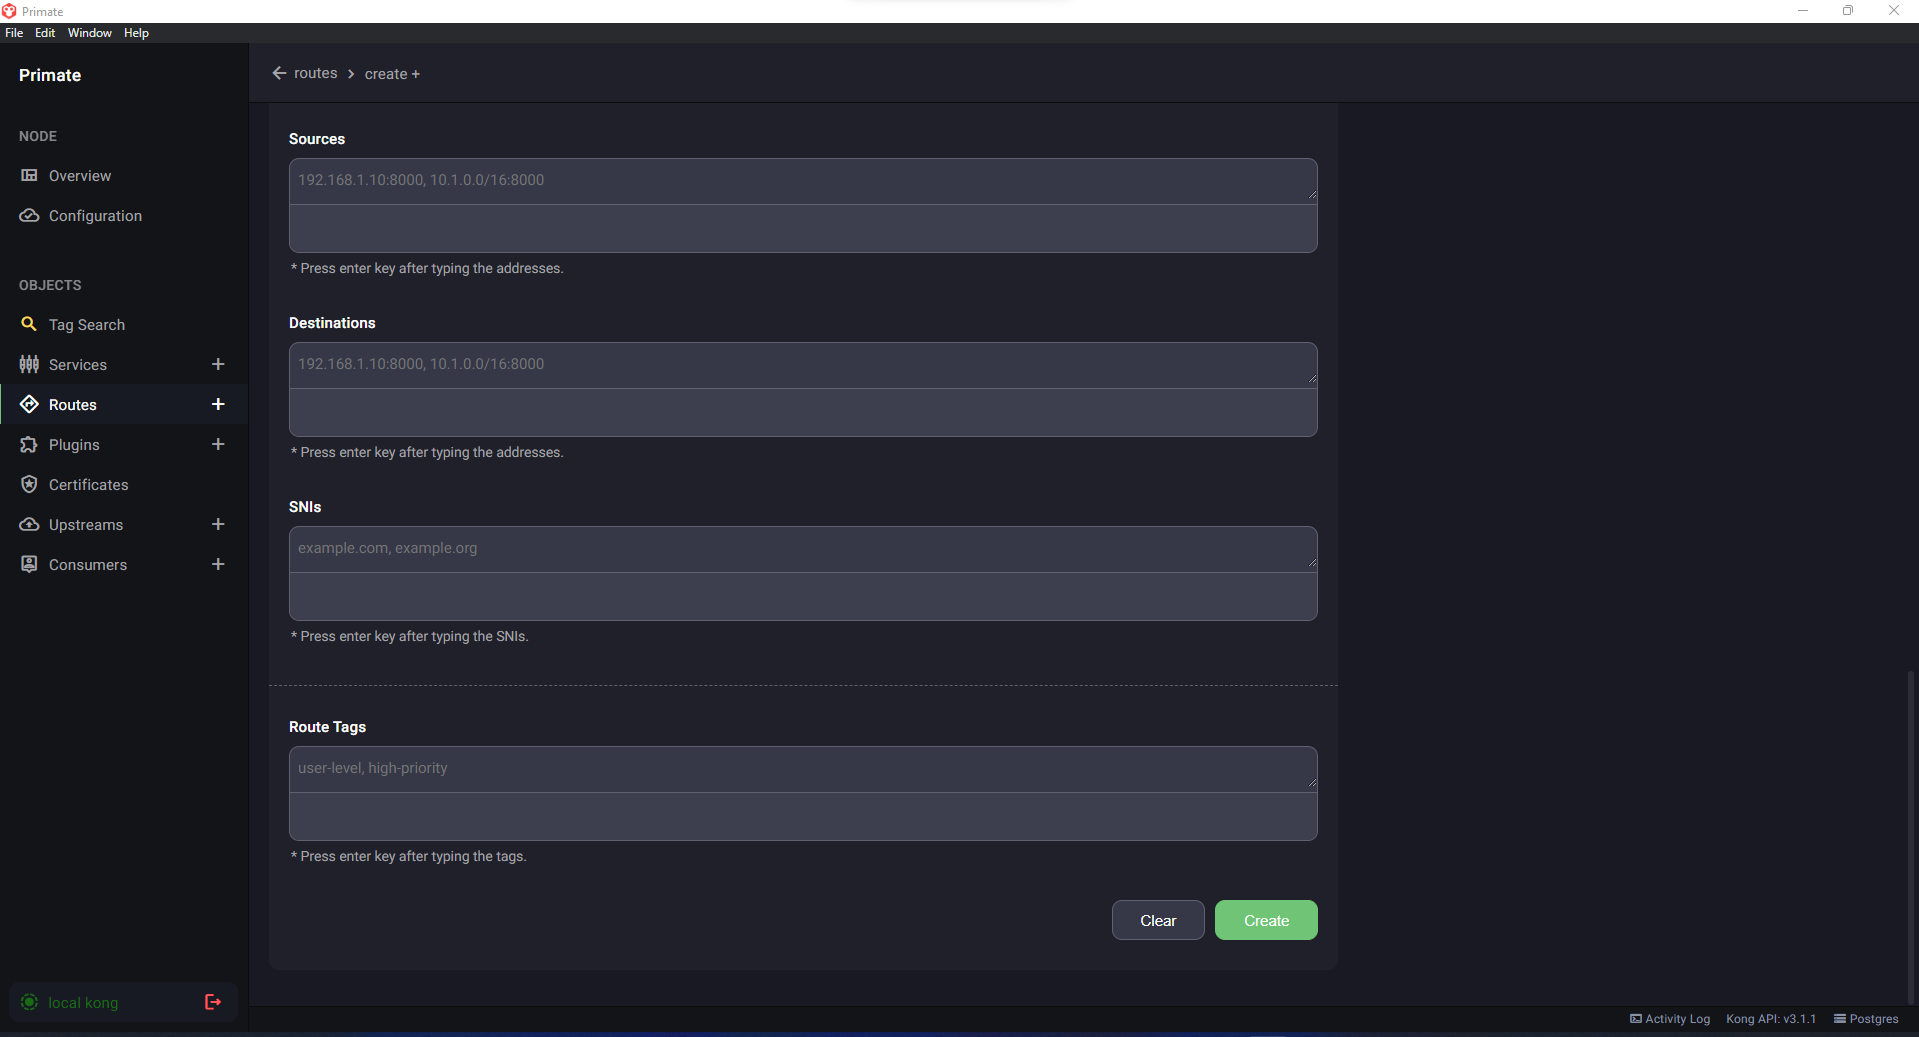 Primate
File Edit Window Help
Primate
routes > create +
NODE
Overview
Configuration
OBJECTS
Tag Search
Services +
Routes +
Plugins +
Certificates
Upstreams +
Consumers +
local kong
Sources
192.168.1.10:8000, 10.1.0.0/16:8000
* Press enter key after typing the addresses.
Destinations
192.168.1.10:8000, 10.1.0.0/16:8000
* Press enter key after typing the addresses.
SNIs
example.com, example.org
* Press enter key after typing the SNIs.
Route Tags
user-level, high-priority
* Press enter key after typing the tags.
Clear Create
Activity Log Kong API: v3.1.1 Postgres